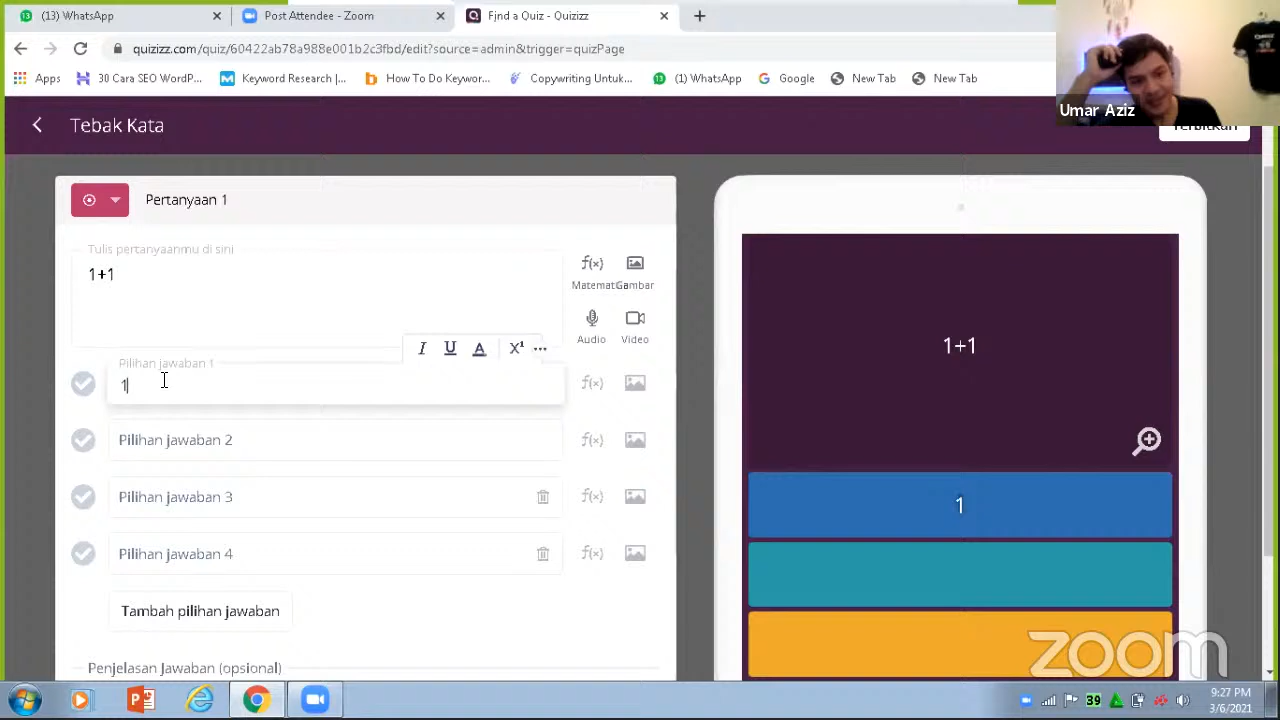 (13) WhatsApp
Post Attendee - Zoom
Find a Quiz - Quizizz
quizizz.com/quiz/60422ab78a988e001b2c3fbd/edit?source=admin&trigger=quizPage
Apps
30 Cara SEO WordP...
Keyword Research |...
How To Do Keywor...
Copywriting Untuk...
(1) WhatsApp
Google
New Tab
New Tab
Umar Aziz
Tebak Kata
Terbitkan
Pertanyaan 1
Tulis pertanyaanmu di sini
1+1
f(x)
Matematika
Gambar
Audio
Video
I U A X¹ ...
Pilihan jawaban 1
1
f(x)
Pilihan jawaban 2
f(x)
Pilihan jawaban 3
f(x)
Pilihan jawaban 4
f(x)
Tambah pilihan jawaban
Penjelasan Jawaban (opsional)
1+1
1
zoom
39
9:27 PM
3/6/2021